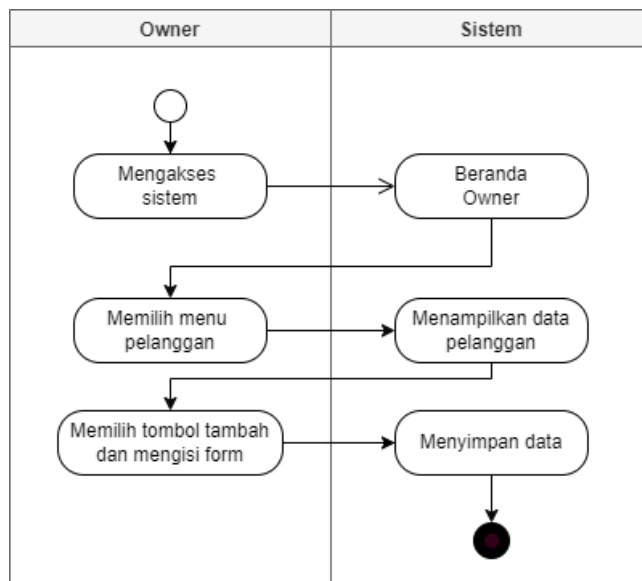 Owner
Sistem
Mengakses
sistem
Beranda
Owner
Memilih menu
pelanggan
Menampilkan data
pelanggan
Memilih tombol tambah
dan mengisi form
Menyimpan data